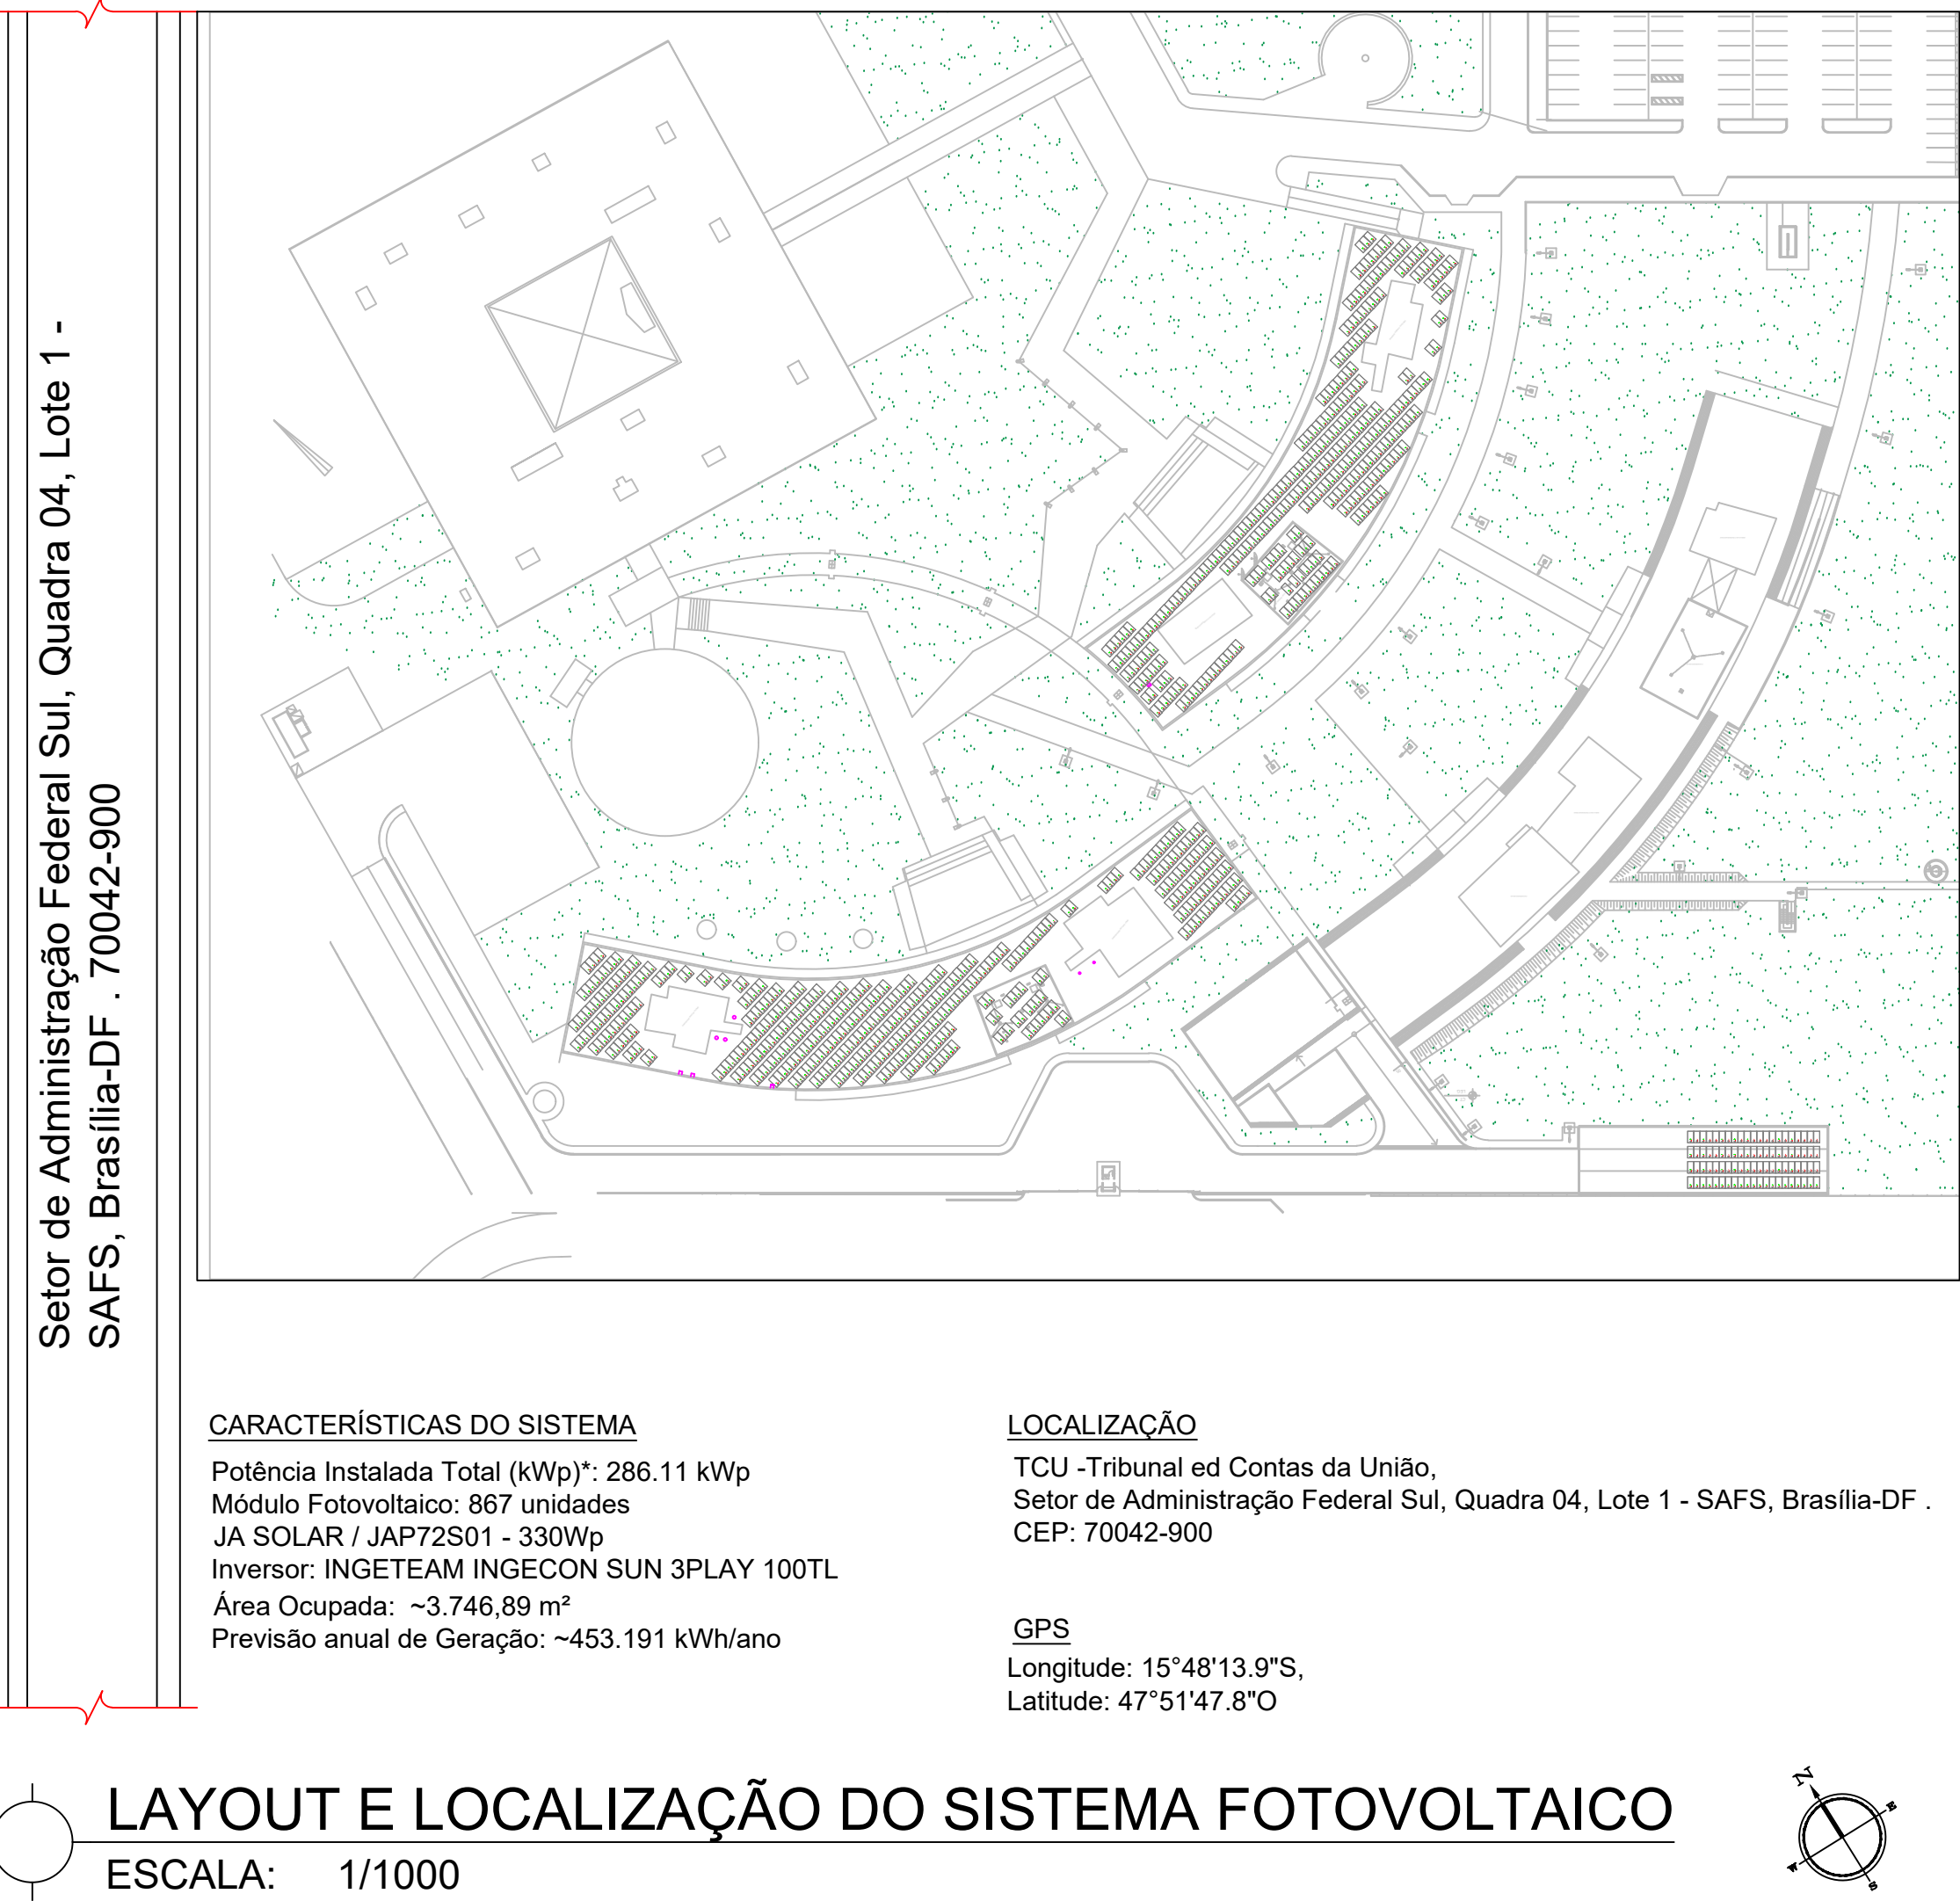 Setor de Administração Federal Sul, Quadra 04, Lote 1 -
SAFS, Brasília-DF . 70042-900
CARACTERÍSTICAS DO SISTEMA
Potência Instalada Total (kWp)*: 286.11 kWp
Módulo Fotovoltaico: 867 unidades
JA SOLAR / JAP72S01 - 330Wp
Inversor: INGETEAM INGECON SUN 3PLAY 100TL
Área Ocupada: ~3.746,89 m²
Previsão anual de Geração: ~453.191 kWh/ano
LOCALIZAÇÃO
TCU -Tribunal ed Contas da União,
Setor de Administração Federal Sul, Quadra 04, Lote 1 - SAFS, Brasília-DF .
CEP: 70042-900
GPS
Longitude: 15°48'13.9"S,
Latitude: 47°51'47.8"O
LAYOUT E LOCALIZAÇÃO DO SISTEMA FOTOVOLTAICO
ESCALA: 1/1000
N
E
W
S